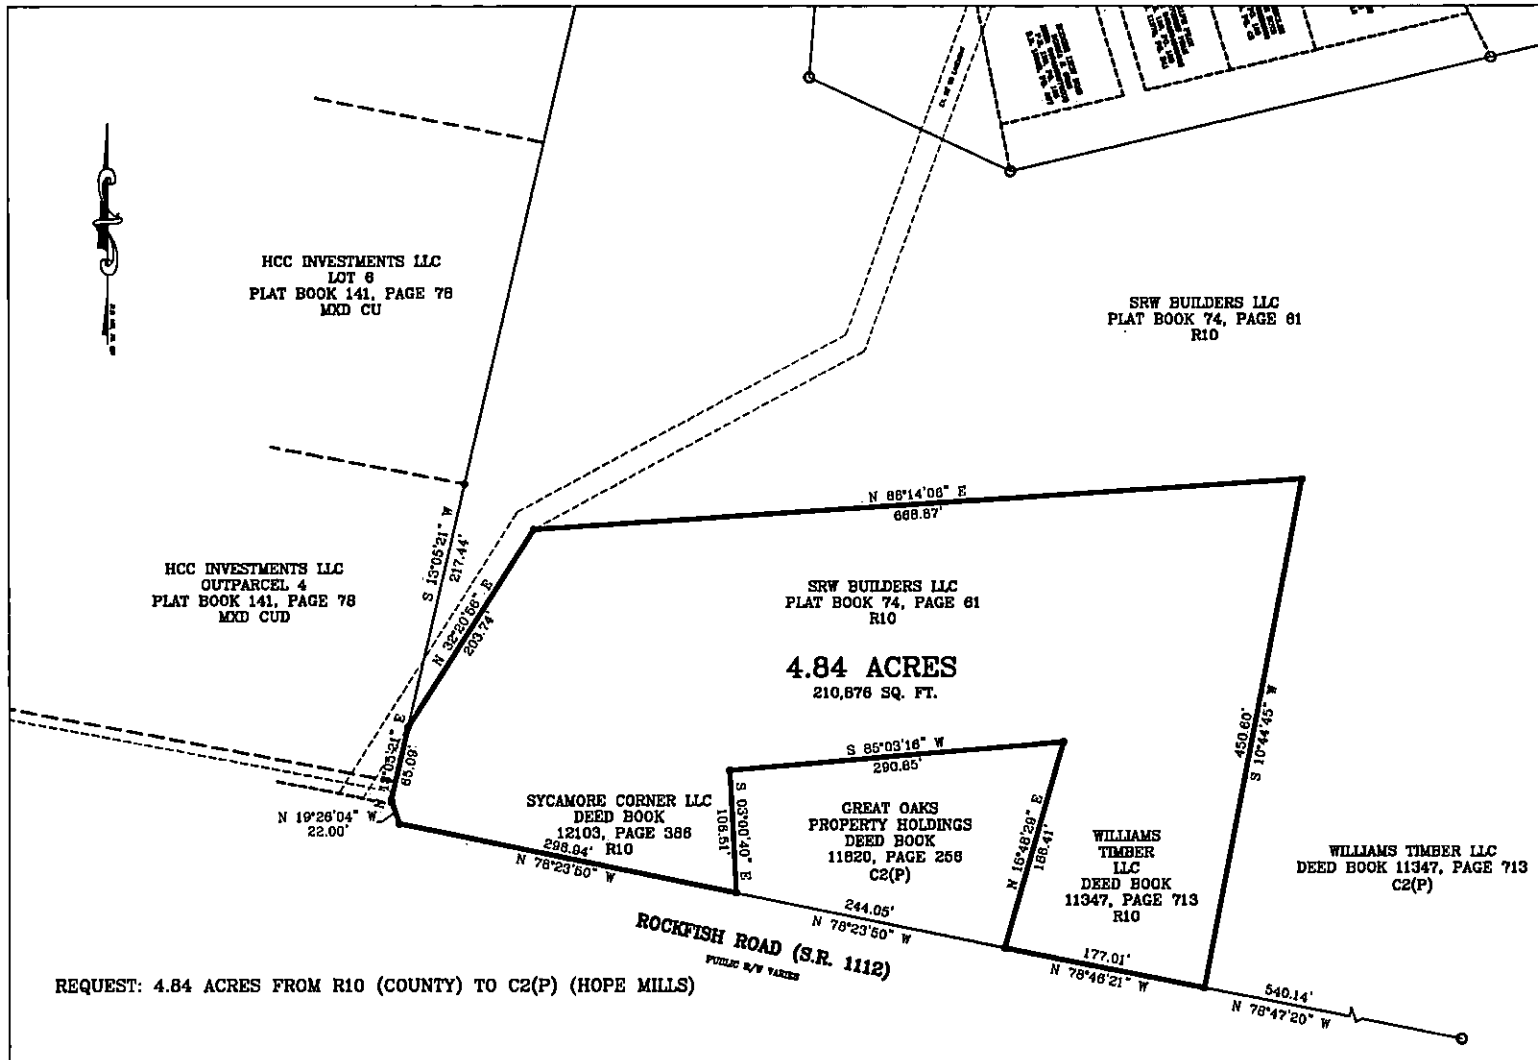 HCC INVESTMENTS LLC
LOT 6
PLAT BOOK 141, PAGE 78
MXD CU
SRW BUILDERS LLC
PLAT BOOK 74, PAGE 61
R10
S 13°05'21" W
217.44'
N 86°14'06" E
668.87'
HCC INVESTMENTS LLC
OUTPARCEL 4
PLAT BOOK 141, PAGE 78
MXD CUD
N 32°20'56" E
203.74'
SRW BUILDERS LLC
PLAT BOOK 74, PAGE 61
R10
4.84 ACRES
210,876 SQ. FT.
450.60'
S 10°44'45" W
N 13°05'21" E
65.09'
S 85°03'16" W
290.85'
N 19°26'04" W
22.00'
SYCAMORE CORNER LLC
DEED BOOK
12103, PAGE 386
R10
298.94'
N 78°23'50" W
S 03°00'40" E
106.51'
GREAT OAKS
PROPERTY HOLDINGS
DEED BOOK
11820, PAGE 256
C2(P)
N 16°48'29" E
188.41'
WILLIAMS
TIMBER
LLC
DEED BOOK
11347, PAGE 713
R10
WILLIAMS TIMBER LLC
DEED BOOK 11347, PAGE 713
C2(P)
244.05'
N 78°23'50" W
ROCKFISH ROAD (S.R. 1112)
PUBLIC R/W VARIES
177.01'
N 78°46'21" W
540.14'
N 78°47'20" W
REQUEST: 4.84 ACRES FROM R10 (COUNTY) TO C2(P) (HOPE MILLS)